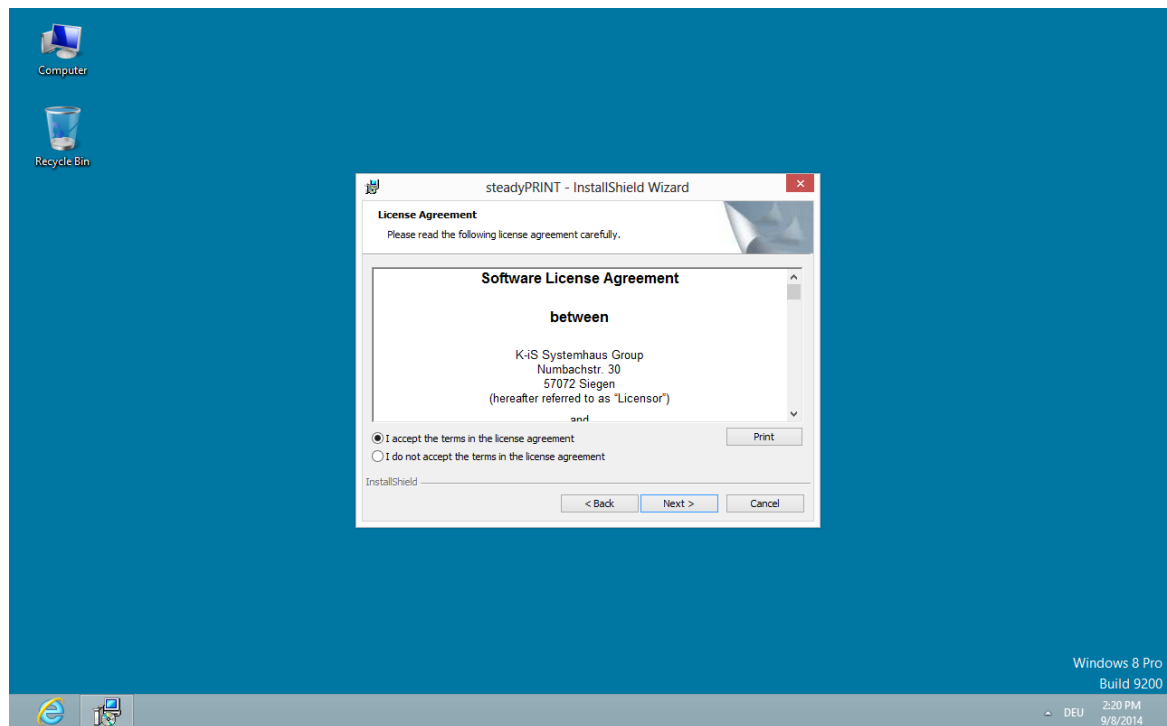 Computer
Recycle Bin
steadyPRINT - InstallShield Wizard
License Agreement
Please read the following license agreement carefully.
Software License Agreement
between
K-iS Systemhaus Group
Numbachstr. 30
57072 Siegen
(hereafter referred to as “Licensor”)
and
I accept the terms in the license agreement
Print
I do not accept the terms in the license agreement
InstallShield
< Back Next > Cancel
Windows 8 Pro
Build 9200
DEU 2:20 PM
9/8/2014